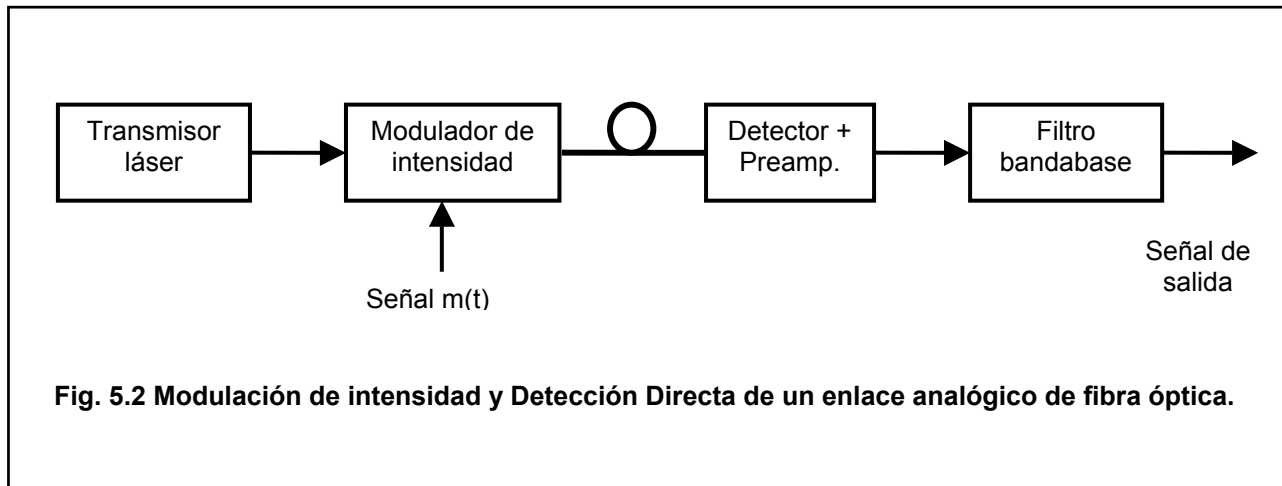 Transmisor
láser
Modulador de
intensidad
Detector +
Preamp.
Filtro
bandabase
Señal m(t)
Señal de
salida
Fig. 5.2 Modulación de intensidad y Detección Directa de un enlace analógico de fibra óptica.